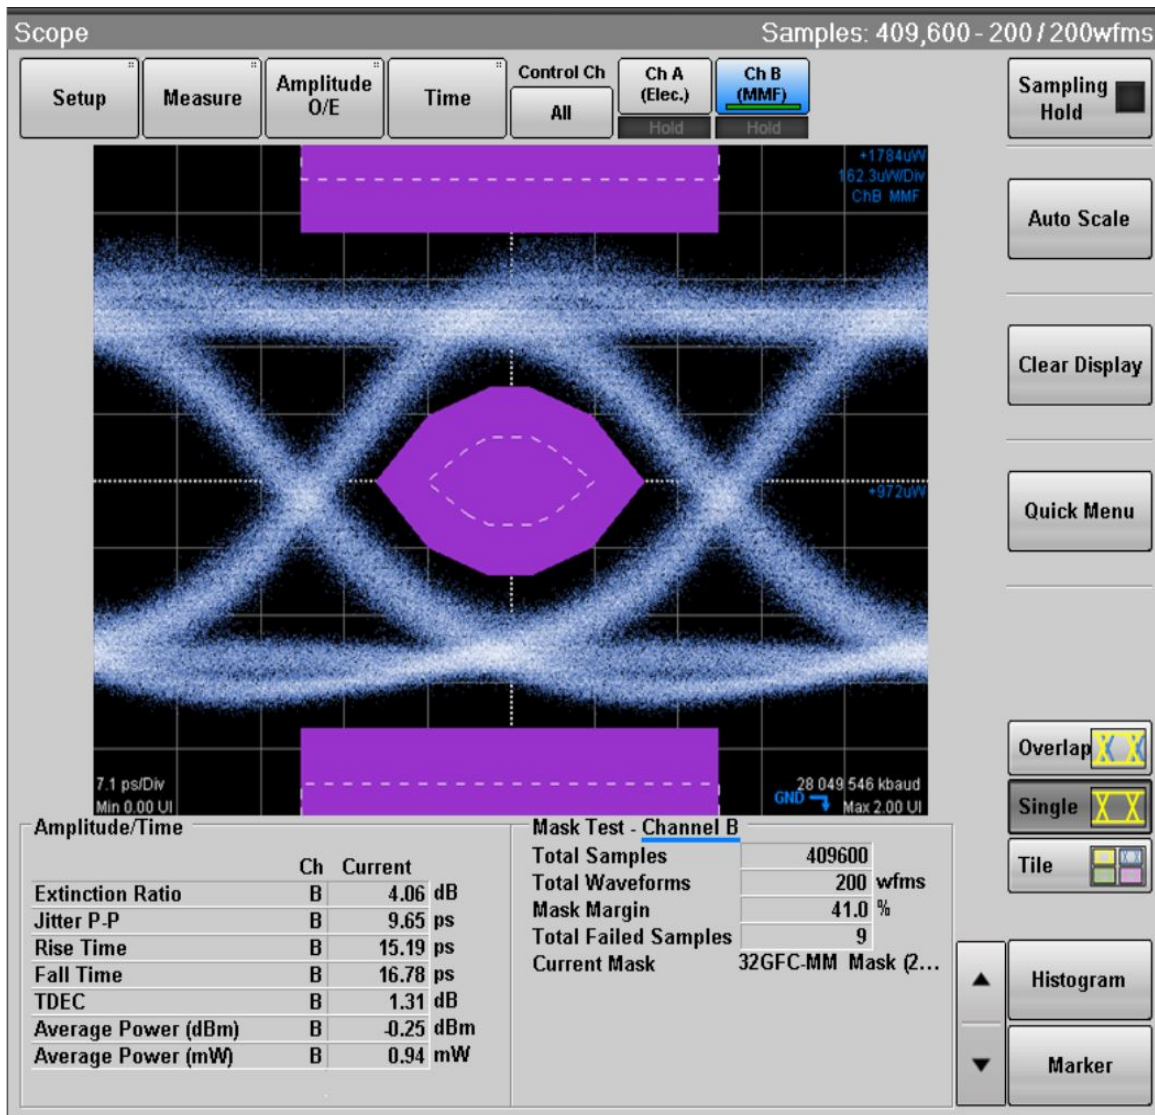 Scope
Samples: 409,600 - 200 / 200wfms
Setup
Measure
Amplitude
O/E
Time
Control Ch
All
Ch A
(Elec.)
Hold
Ch B
(MMF)
Hold
Sampling
Hold
+1784uW
162.3uW/Div
ChB MMF
Auto Scale
Clear Display
+972uW
Quick Menu
7.1 ps/Div
Min 0.00 UI
28 049 546 kbaud
GND
Max 2.00 UI
Overlap
Single
Tile
Amplitude/Time
Ch Current
Extinction Ratio B 4.06 dB
Jitter P-P B 9.65 ps
Rise Time B 15.19 ps
Fall Time B 16.78 ps
TDEC B 1.31 dB
Average Power (dBm) B -0.25 dBm
Average Power (mW) B 0.94 mW
Mask Test - Channel B
Total Samples 409600
Total Waveforms 200 wfms
Mask Margin 41.0 %
Total Failed Samples 9
Current Mask 32GFC-MM Mask (2...
Histogram
Marker